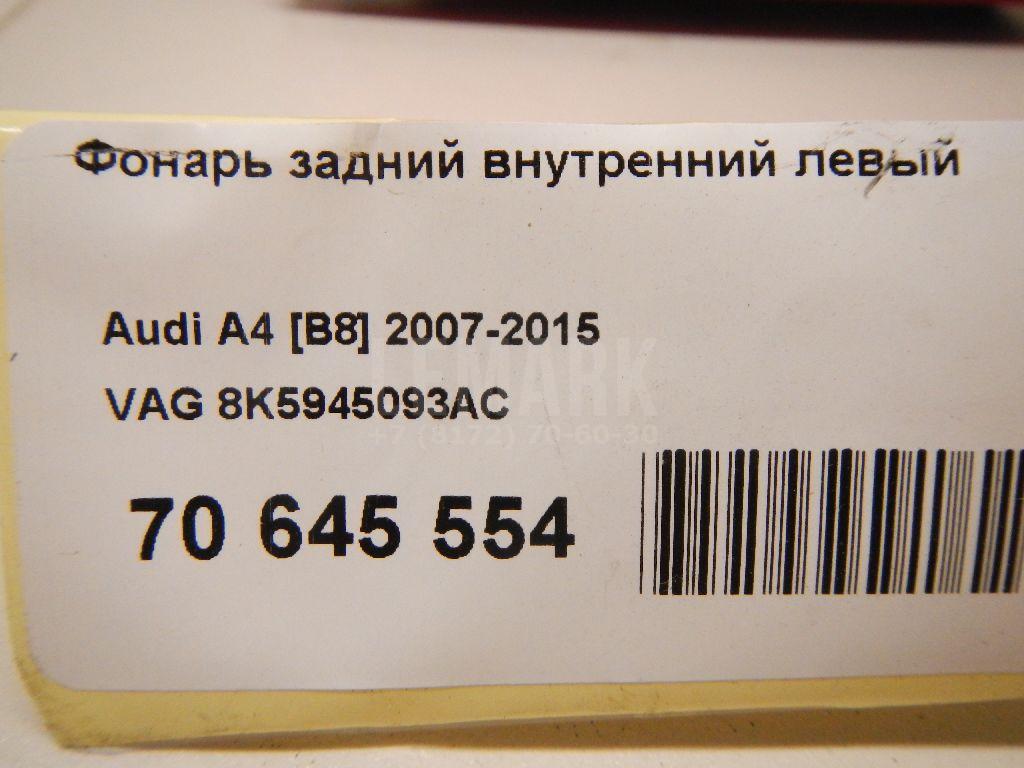 Фонарь задний внутренний левый
Audi A4 [B8] 2007-2015
LEMARK
VAG 8K5945093AC
+7 (8172) 70-60-30
70 645 554